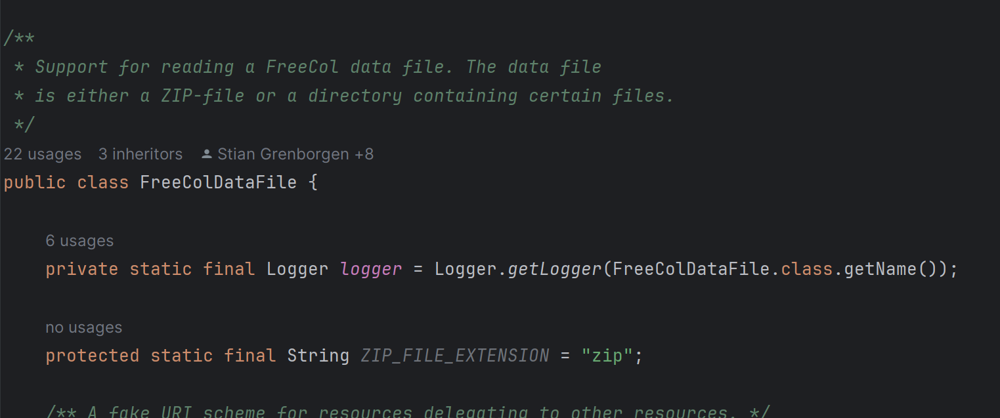 /**
* Support for reading a FreeCol data file. The data file
* is either a ZIP-file or a directory containing certain files.
*/
22 usages 3 inheritors Stian Grenborgen +8
public class FreeColDataFile {
6 usages
private static final Logger logger = Logger.getLogger(FreeColDataFile.class.getName());
no usages
protected static final String ZIP_FILE_EXTENSION = "zip";
/** A fake URI scheme for resources delegating to other resources. */